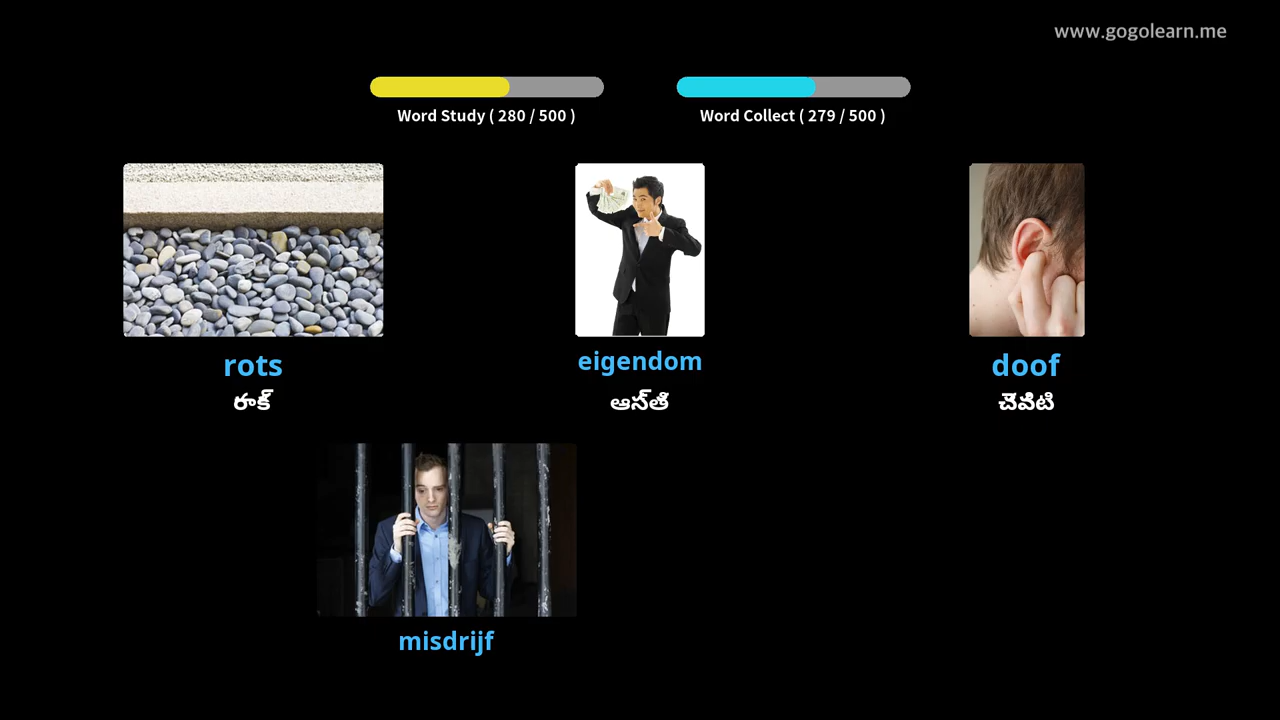 www.gogolearn.me
Word Study ( 280 / 500 )
Word Collect ( 279 / 500 )
rots
eigendom
doof
రాక్
ఆస్తి
చెవిటి
misdrijf